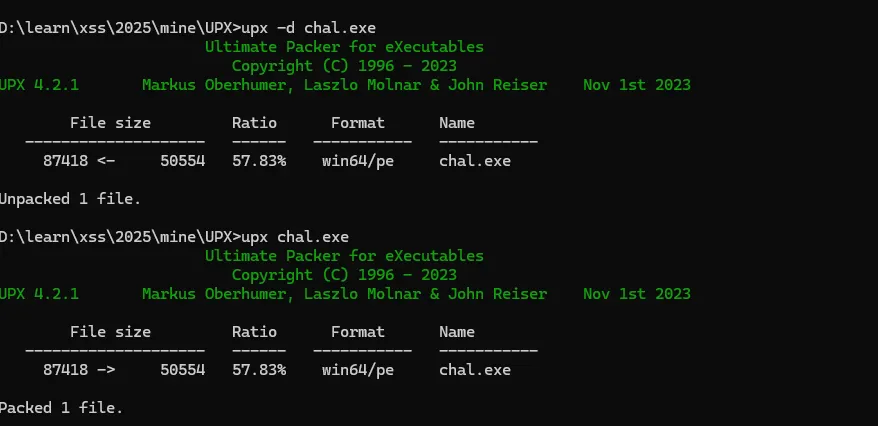 D:\learn\xss\2025\mine\UPX>upx -d chal.exe
Ultimate Packer for eXecutables
Copyright (C) 1996 - 2023
UPX 4.2.1       Markus Oberhumer, Laszlo Molnar & John Reiser    Nov 1st 2023
File size         Ratio      Format      Name
--------------------   ------   -----------   -----------
87418 <-     50554   57.83%    win64/pe     chal.exe
Unpacked 1 file.
D:\learn\xss\2025\mine\UPX>upx chal.exe
Ultimate Packer for eXecutables
Copyright (C) 1996 - 2023
UPX 4.2.1       Markus Oberhumer, Laszlo Molnar & John Reiser    Nov 1st 2023
File size         Ratio      Format      Name
--------------------   ------   -----------   -----------
87418 ->     50554   57.83%    win64/pe     chal.exe
Packed 1 file.